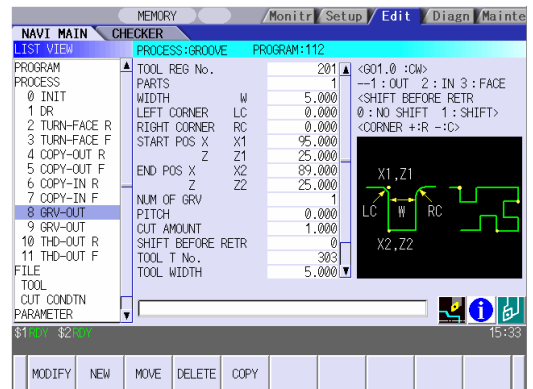 MEMORY Monitr Setup Edit Diagn Mainte
NAVI MAIN CHECKER
LIST VIEW PROCESS:GROOVE PROGRAM:112
PROGRAM
PROCESS
0 INIT
1 DR
2 TURN-FACE R
3 TURN-FACE F
4 COPY-OUT R
5 COPY-OUT F
6 COPY-IN R
7 COPY-IN F
8 GRV-OUT
9 GRV-OUT
10 THD-OUT R
11 THD-OUT F
FILE
TOOL
CUT CONDTN
PARAMETER
TOOL REG No. 201
PARTS 1
WIDTH W 5.000
LEFT CORNER LC 0.000
RIGHT CORNER RC 0.000
START POS X X1 95.000
Z Z1 25.000
END POS X X2 89.000
Z Z2 25.000
NUM OF GRV 1
PITCH 0.000
CUT AMOUNT 1.000
SHIFT BEFORE RETR 0
TOOL T No. 303
TOOL WIDTH 5.000
<G01.0 :CW>
--1:OUT 2:IN 3:FACE
<SHIFT BEFORE RETR
0:NO SHIFT 1:SHIFT>
<CORNER +:R -:C>
X1,Z1
LC W RC
X2,Z2
$1 RDY $2 RDY 15:33
MODIFY NEW MOVE DELETE COPY